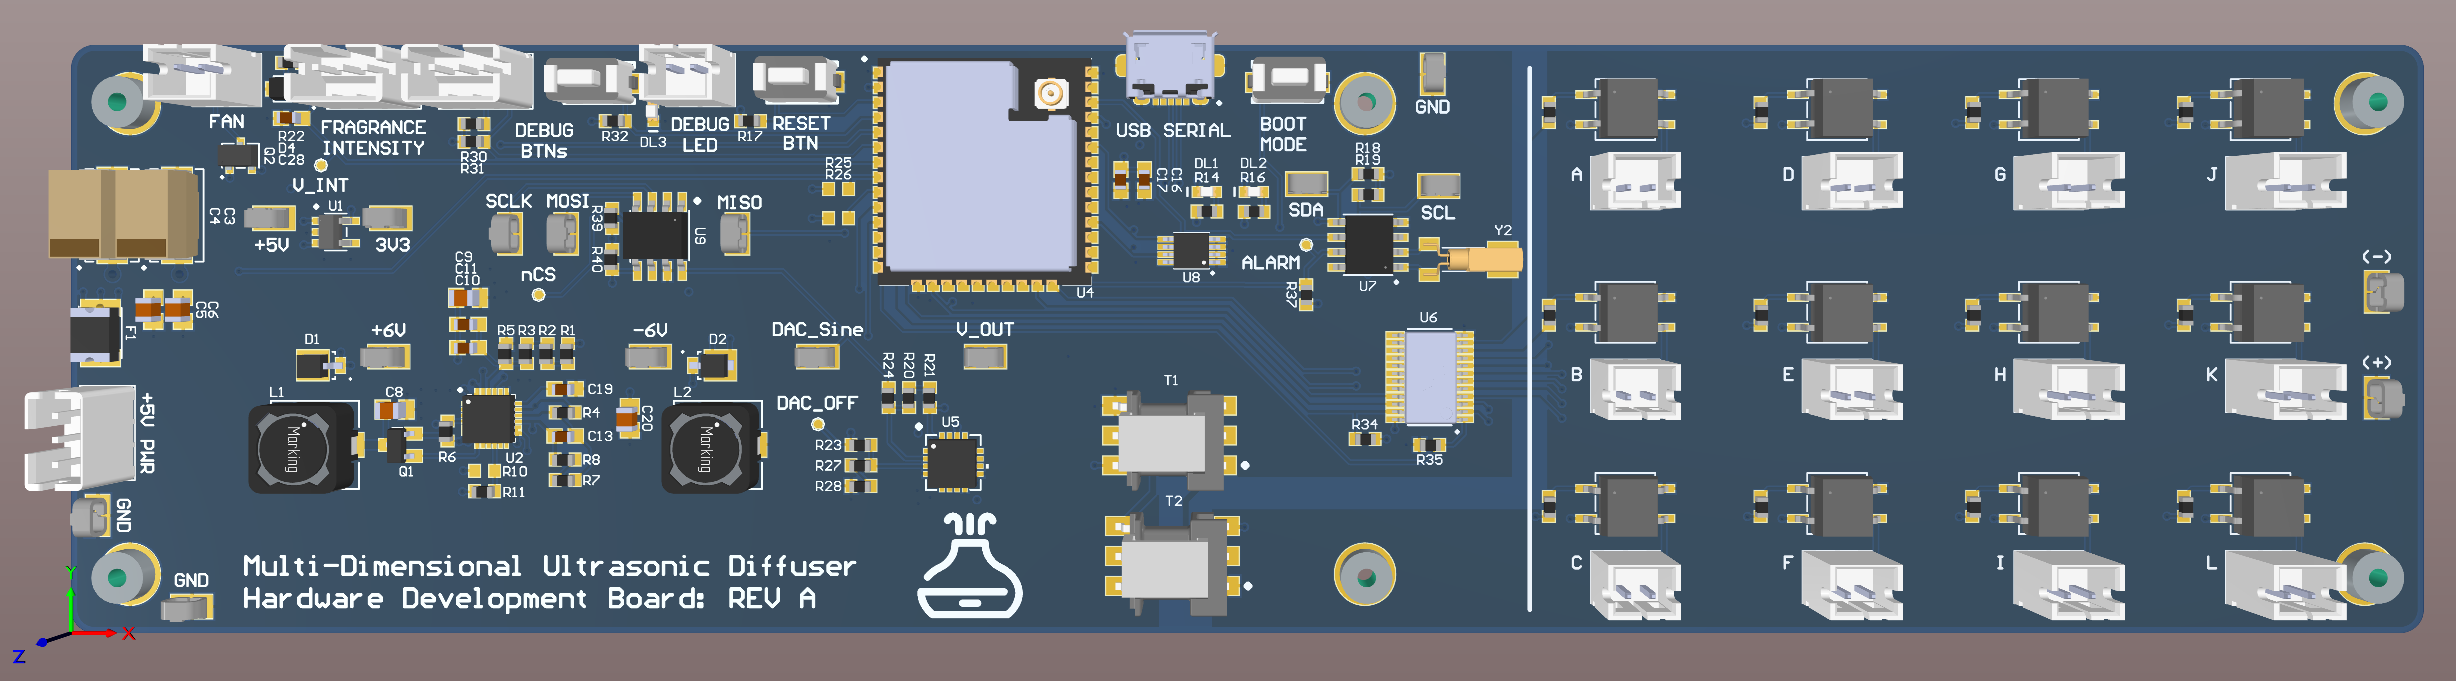 FAN
R22
D4
C28
Q2
FRAGRANCE
INTENSITY
V_INT
R30
R31
DEBUG
BTNs
R32
DL3
DEBUG
LED
R17
RESET
BTN
R25
R26
C3
C4
+5V
U1
3V3
SCLK
MOSI
R39
R40
U9
MISO
nCS
U4
USB SERIAL
BOOT
MODE
GND
C17
C16
DL1
R14
DL2
R16
R18
R19
SDA
SCL
U8
ALARM
R37
U7
Y2
C5
C6
F1
D1
+6V
C9
C11
C10
R5
R3
R2
R1
-6V
D2
DAC_Sine
V_OUT
U6
+5V PWR
L1
Marking
C8
Q1
R6
U2
R10
R11
C19
R4
C13
R8
R7
C20
L2
Marking
DAC_OFF
R24
R20
R21
R23
R27
R28
U5
T1
T2
R34
R35
GND
GND
Multi-Dimensional Ultrasonic Diffuser
Hardware Development Board: REV A
A
D
G
J
B
E
H
K
C
F
I
L
(-)
(+)
Y
X
Z